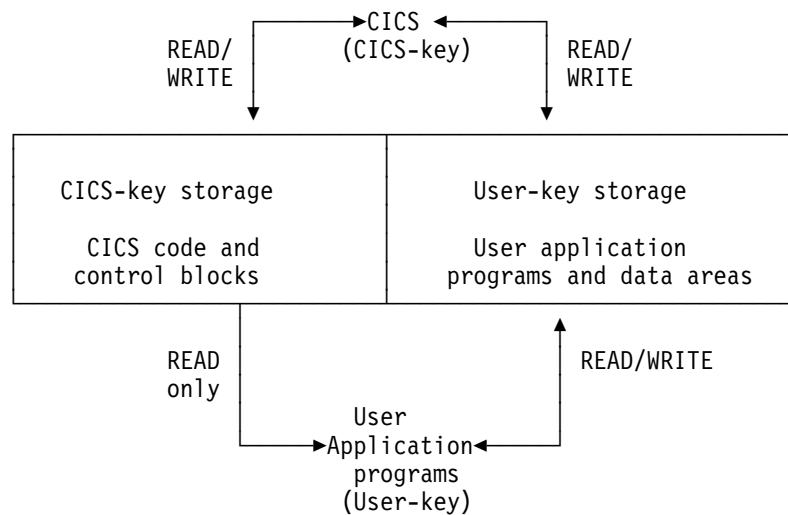 CICS
READ/ (CICS-key) READ/
WRITE WRITE
CICS-key storage User-key storage
CICS code and User application
control blocks programs and data areas
READ READ/WRITE
only
User
Application
programs
(User-key)